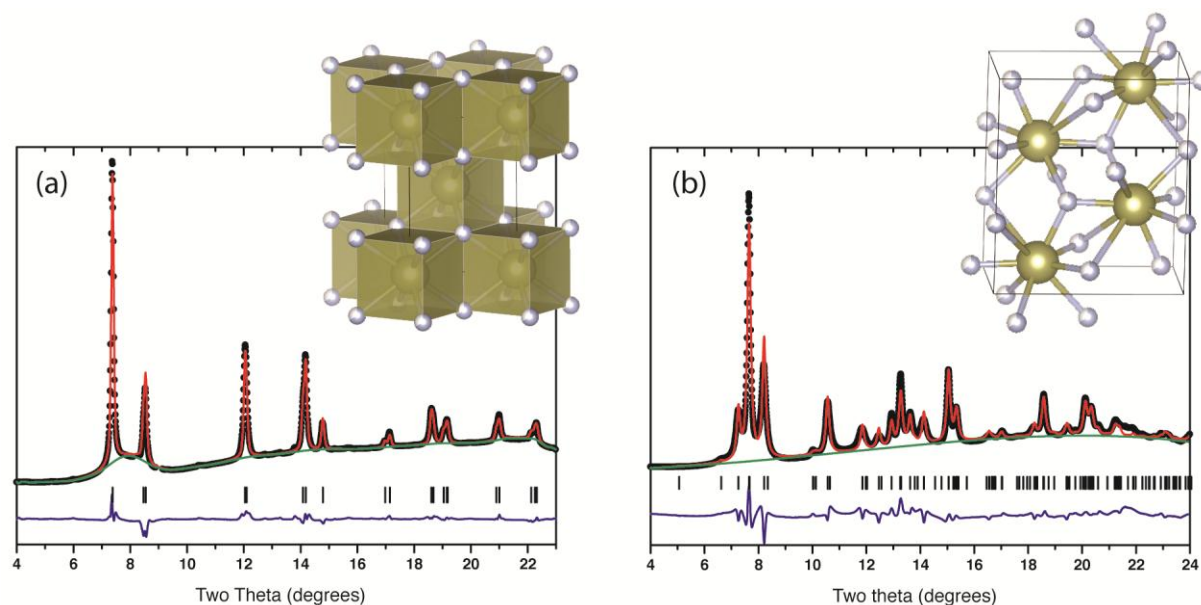 (a)
4 6 8 10 12 14 16 18 20 22
Two Theta (degrees)
(b)
4 6 8 10 12 14 16 18 20 22 24
Two theta (degrees)